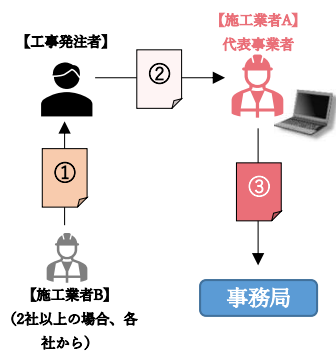 【施工業者A】
代表事業者
【工事発注者】
②
①
③
【施工業者B】
（2社以上の場合、各
社から）
事務局